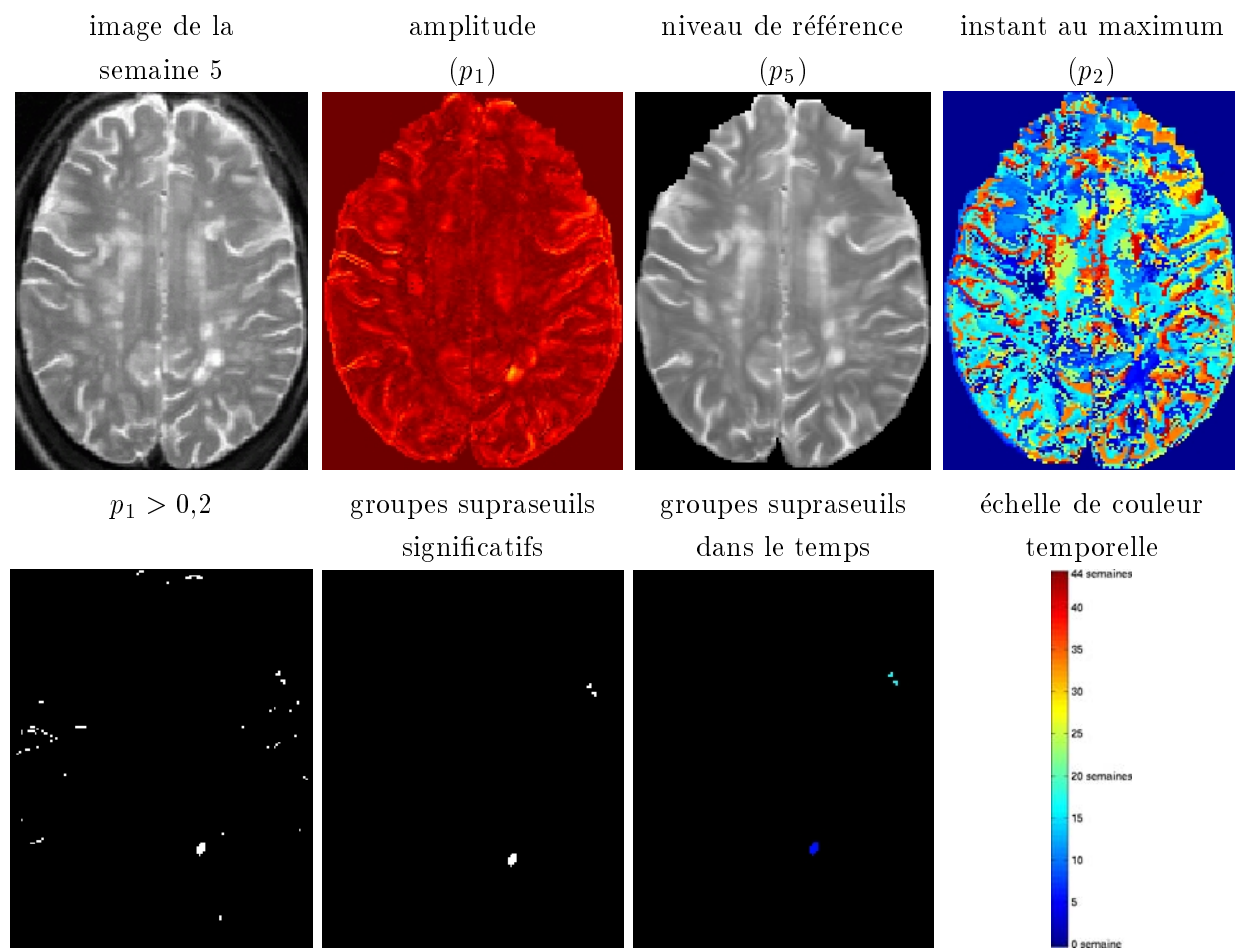 image de la
semaine 5
amplitude
(p₁)
niveau de référence
(p₅)
instant au maximum
(p₂)
p₁ > 0,2
groupes supraseuils
significatifs
groupes supraseuils
dans le temps
échelle de couleur
temporelle
44 semaines
40
35
30
25
20 semaines
15
10
5
0 semaine